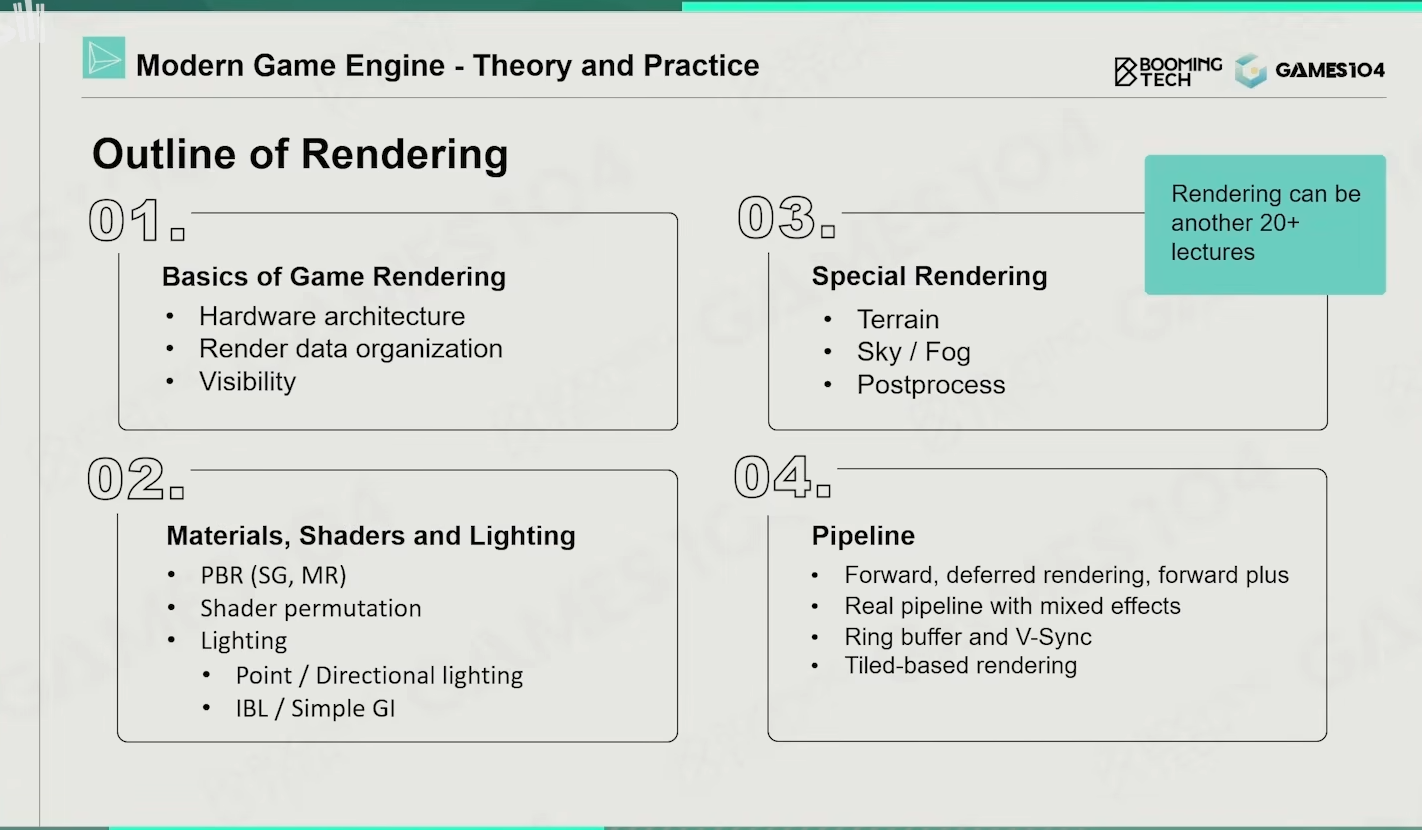 Modern Game Engine - Theory and Practice
BOOMING
TECH
GAMES104
Outline of Rendering
01.
Basics of Game Rendering
• Hardware architecture
• Render data organization
• Visibility
02.
Materials, Shaders and Lighting
• PBR (SG, MR)
• Shader permutation
• Lighting
• Point / Directional lighting
• IBL / Simple GI
03.
Rendering can be
another 20+
lectures
Special Rendering
• Terrain
• Sky / Fog
• Postprocess
04.
Pipeline
• Forward, deferred rendering, forward plus
• Real pipeline with mixed effects
• Ring buffer and V-Sync
• Tiled-based rendering